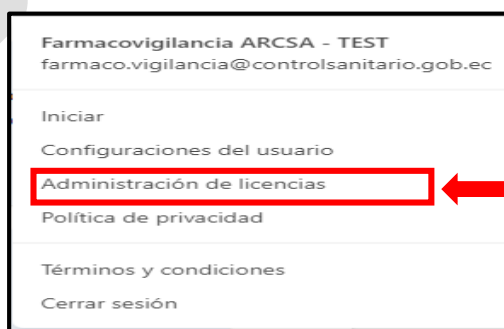 Farmacovigilancia ARCSA - TEST
farmaco.vigilancia@controlsanitario.gob.ec
Iniciar
Configuraciones del usuario
Administración de licencias
Política de privacidad
Términos y condiciones
Cerrar sesión